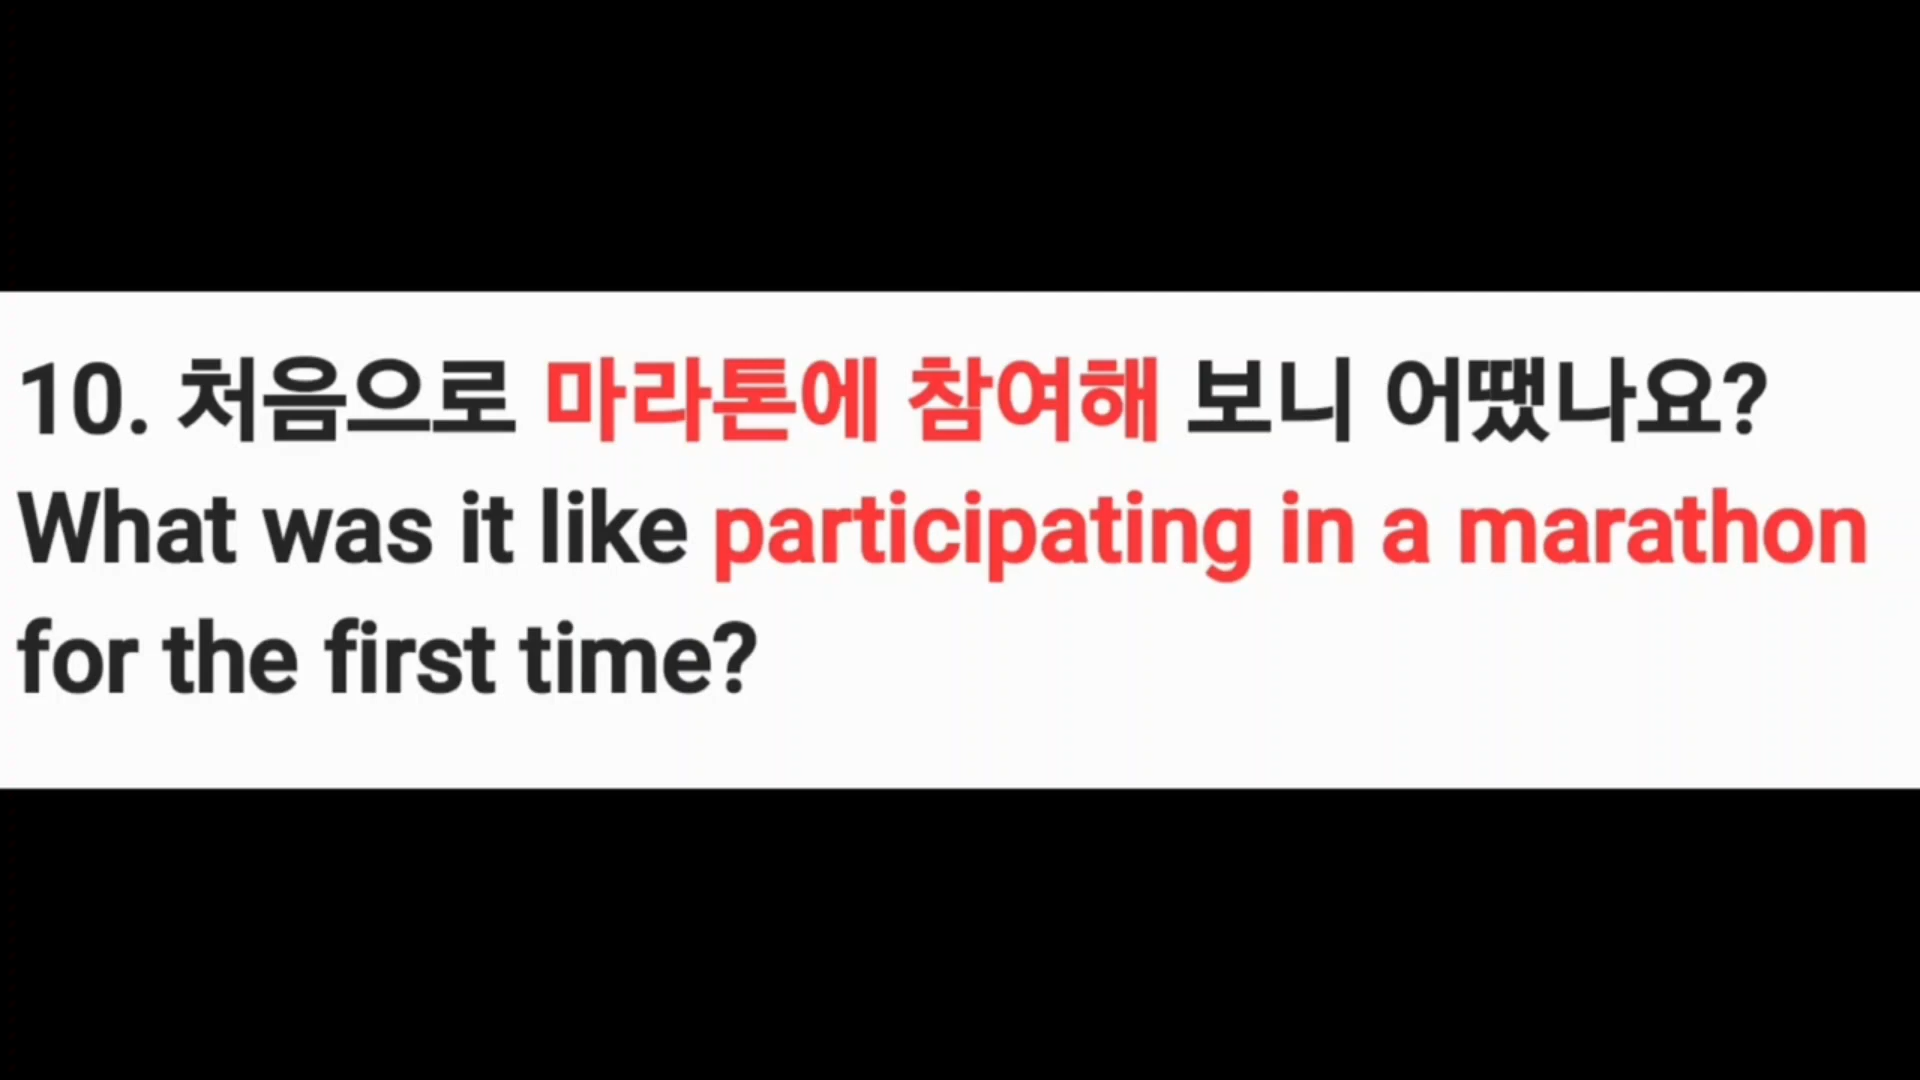 10. 처음으로 마라톤에 참여해 보니 어땠나요?
What was it like participating in a marathon
for the first time?